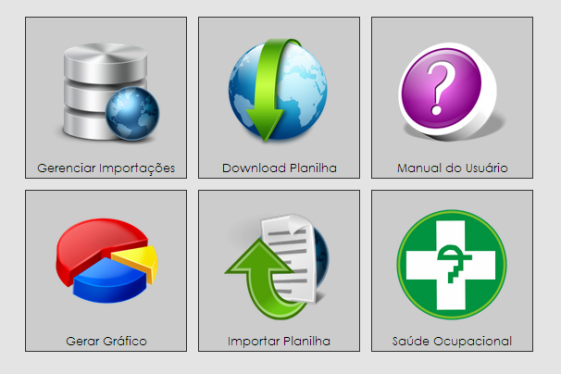 Gerenciar Importações
Download Planilha
Manual do Usuário
Gerar Gráfico
Importar Planilha
Saúde Ocupacional